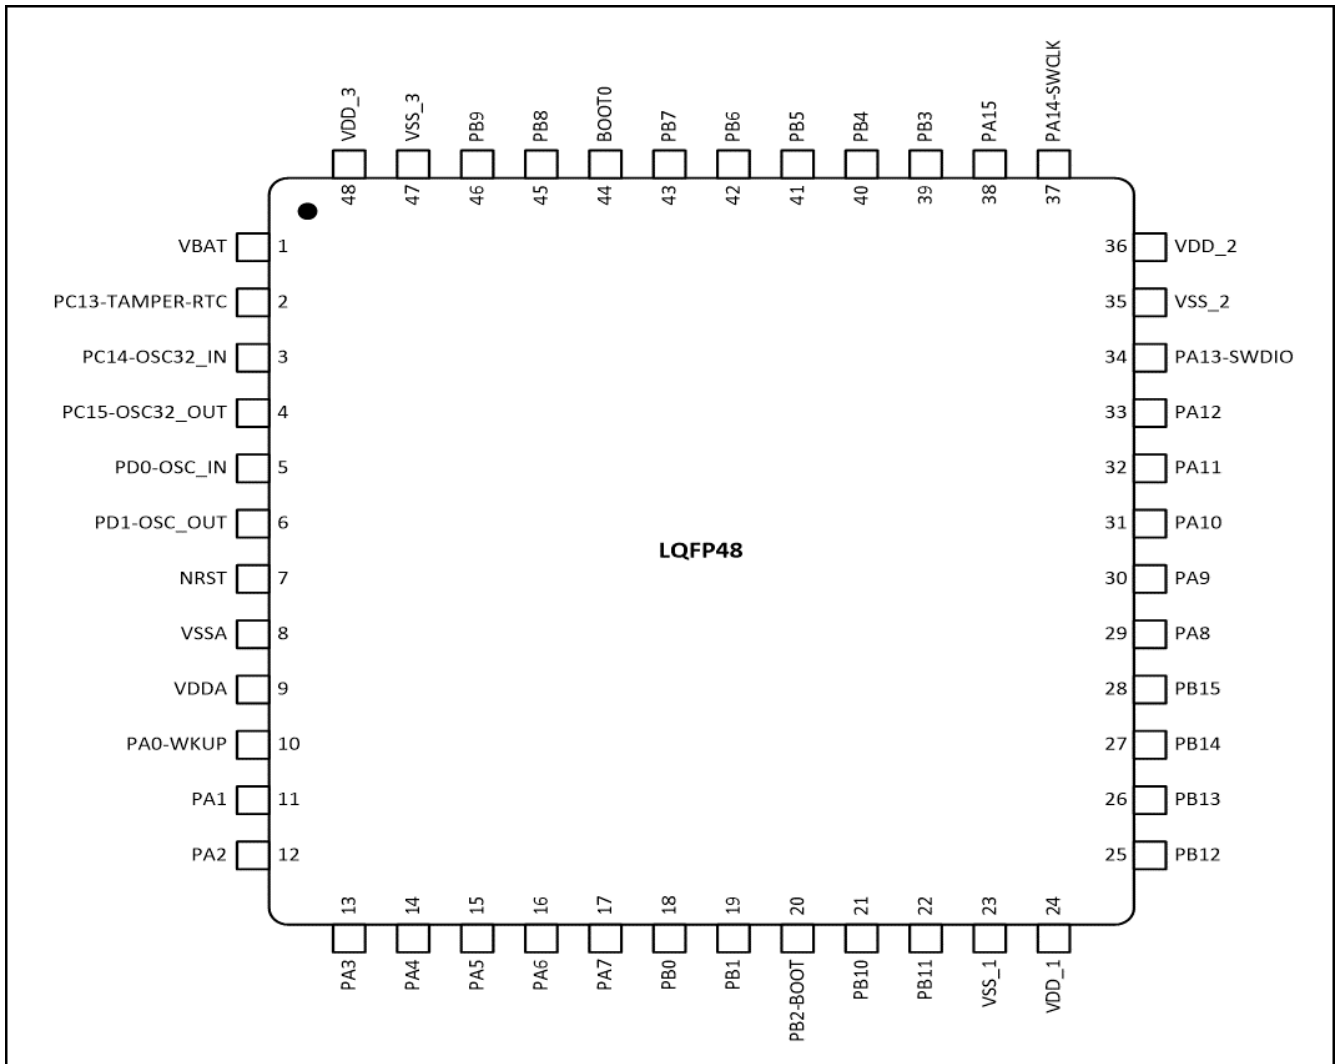 VDD_3
VSS_3
PB9
PB8
BOOT0
PB7
PB6
PB5
PB4
PB3
PA15
PA14-SWCLK
48
47
46
45
44
43
42
41
40
39
38
37
VBAT 1
PC13-TAMPER-RTC 2
PC14-OSC32_IN 3
PC15-OSC32_OUT 4
PD0-OSC_IN 5
PD1-OSC_OUT 6
NRST 7
VSSA 8
VDDA 9
PA0-WKUP 10
PA1 11
PA2 12
LQFP48
36 VDD_2
35 VSS_2
34 PA13-SWDIO
33 PA12
32 PA11
31 PA10
30 PA9
29 PA8
28 PB15
27 PB14
26 PB13
25 PB12
13
14
15
16
17
18
19
20
21
22
23
24
PA3
PA4
PA5
PA6
PA7
PB0
PB1
PB2-BOOT
PB10
PB11
VSS_1
VDD_1